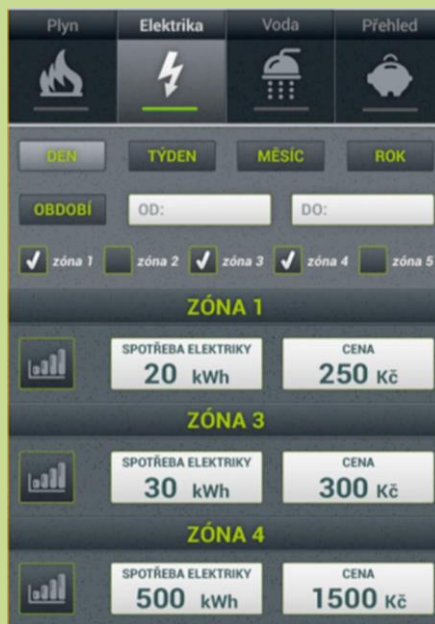 Plyn Elektrika Voda Přehled
DEN TÝDEN MĚSÍC ROK
OBDOBÍ OD: DO:
zóna 1 zóna 2 zóna 3 zóna 4 zóna 5
ZÓNA 1
SPOTŘEBA ELEKTRIKY CENA
20 kWh 250 Kč
ZÓNA 3
SPOTŘEBA ELEKTRIKY CENA
30 kWh 300 Kč
ZÓNA 4
SPOTŘEBA ELEKTRIKY CENA
500 kWh 1500 Kč